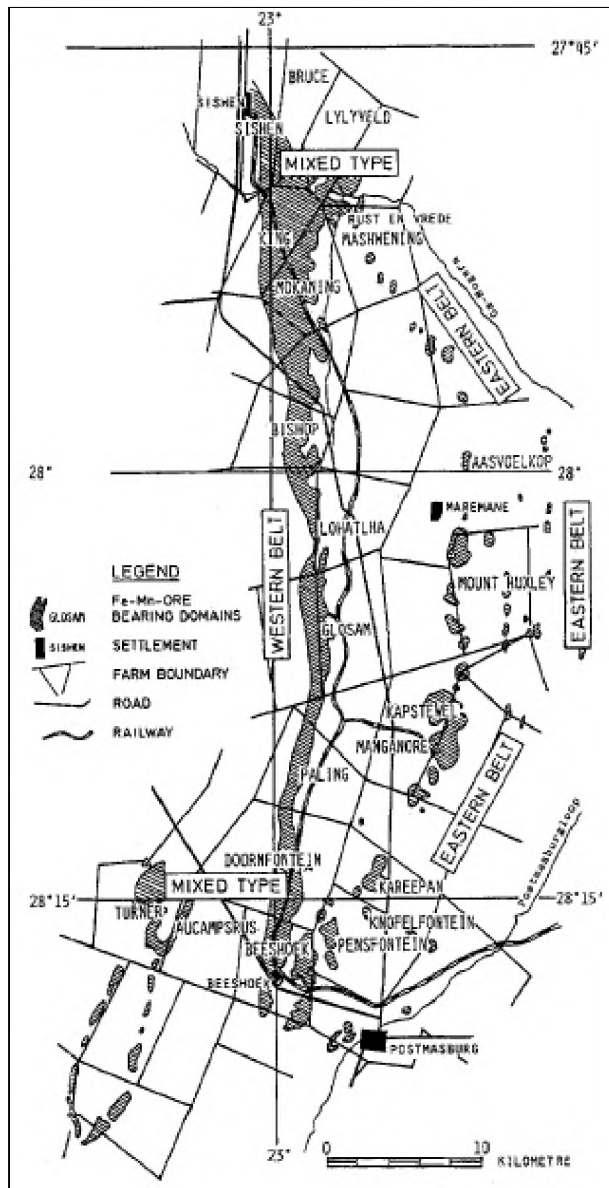 23°
27°45'
BRUCE
SISHEN
LYLYVELD
SISHEN
MIXED TYPE
RUST EN VREDE
KING
MASHWENING
MOKANING
EASTERN BELT
BISHOP
AASVOELKOP
28°
28°
MAREMANE
LOHATLHA
WESTERN BELT
EASTERN BELT
LEGEND
MOUNT HUXLEY
GLOSAM
Fe-Mn-ORE
BEARING DOMAINS
SISHEN
SETTLEMENT
GLOSAM
FARM BOUNDARY
ROAD
KAPSTEWEL
RAILWAY
MANGANORE
PALING
EASTERN BELT
DOORNFONTEIN
MIXED TYPE
KAREEPAN
28°15'
28°15'
TURNER
AUCAMPSRUS
KNOFELFONTEIN
BEESHOEK
PENSFONTEIN
BEESHOEK
POSTMASBURG
23°
0
10
KILOMETRE